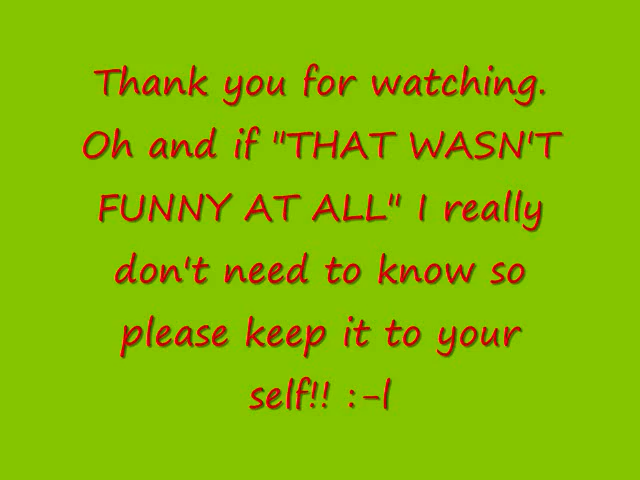 Thank you for watching.
Oh and if "THAT WASN'T
FUNNY AT ALL" I really
don't need to know so
please keep it to your
self!! :-l